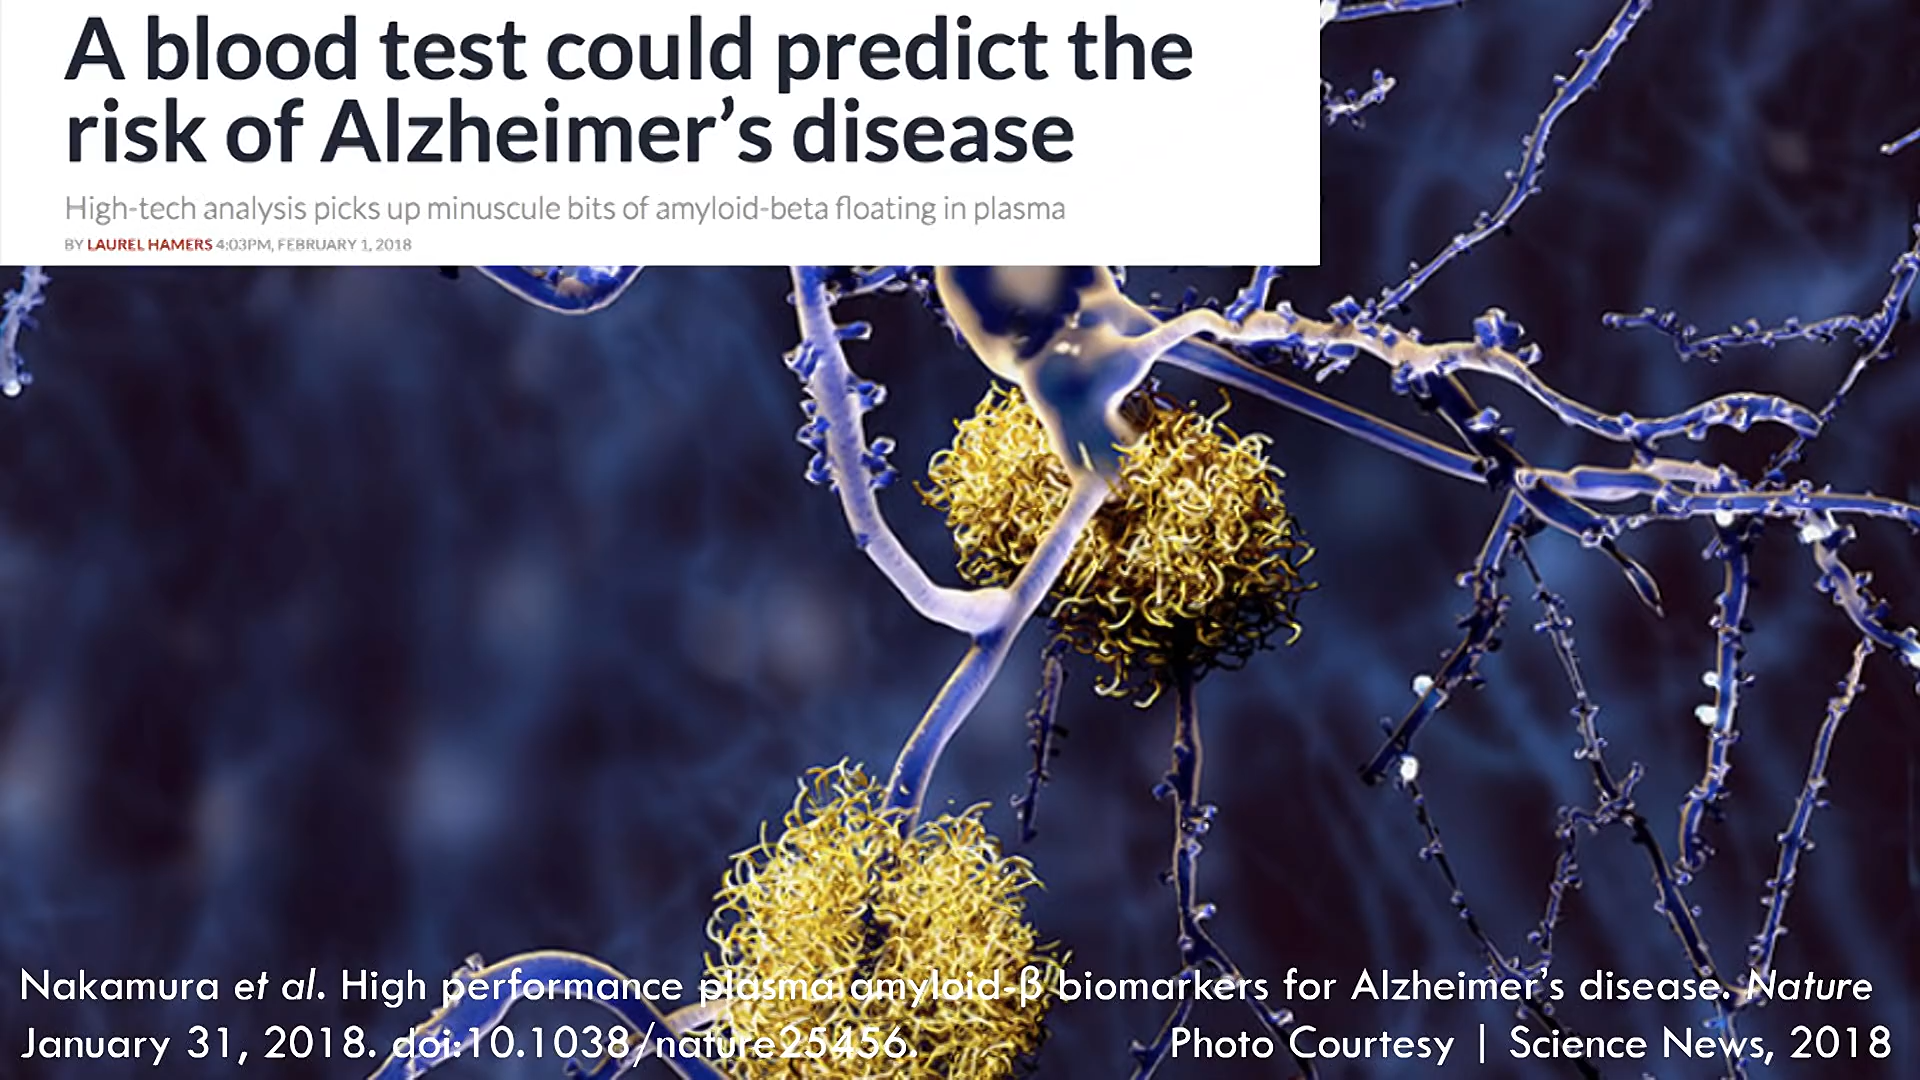 A blood test could predict the
risk of Alzheimer’s disease
High-tech analysis picks up minuscule bits of amyloid-beta floating in plasma
BY LAUREL HAMERS 4:03PM, FEBRUARY 1, 2018
Nakamura et al. High performance plasma amyloid-β biomarkers for Alzheimer’s disease. Nature
January 31, 2018. doi:10.1038/nature25456. Photo Courtesy | Science News, 2018